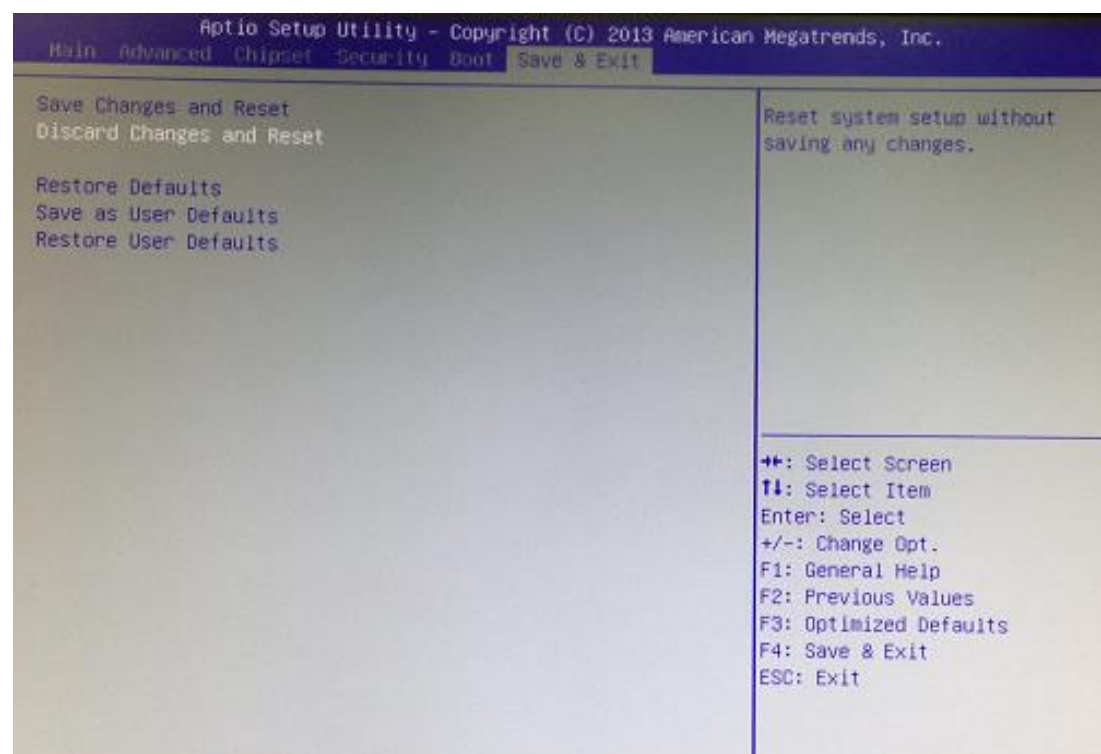 Aptio Setup Utility - Copyright (C) 2013 American Megatrends, Inc.
Main Advanced Chipset Security Boot Save & Exit
Save Changes and Reset
Discard Changes and Reset
Restore Defaults
Save as User Defaults
Restore User Defaults
Reset system setup without
saving any changes.
→←: Select Screen
↑↓: Select Item
Enter: Select
+/-: Change Opt.
F1: General Help
F2: Previous Values
F3: Optimized Defaults
F4: Save & Exit
ESC: Exit